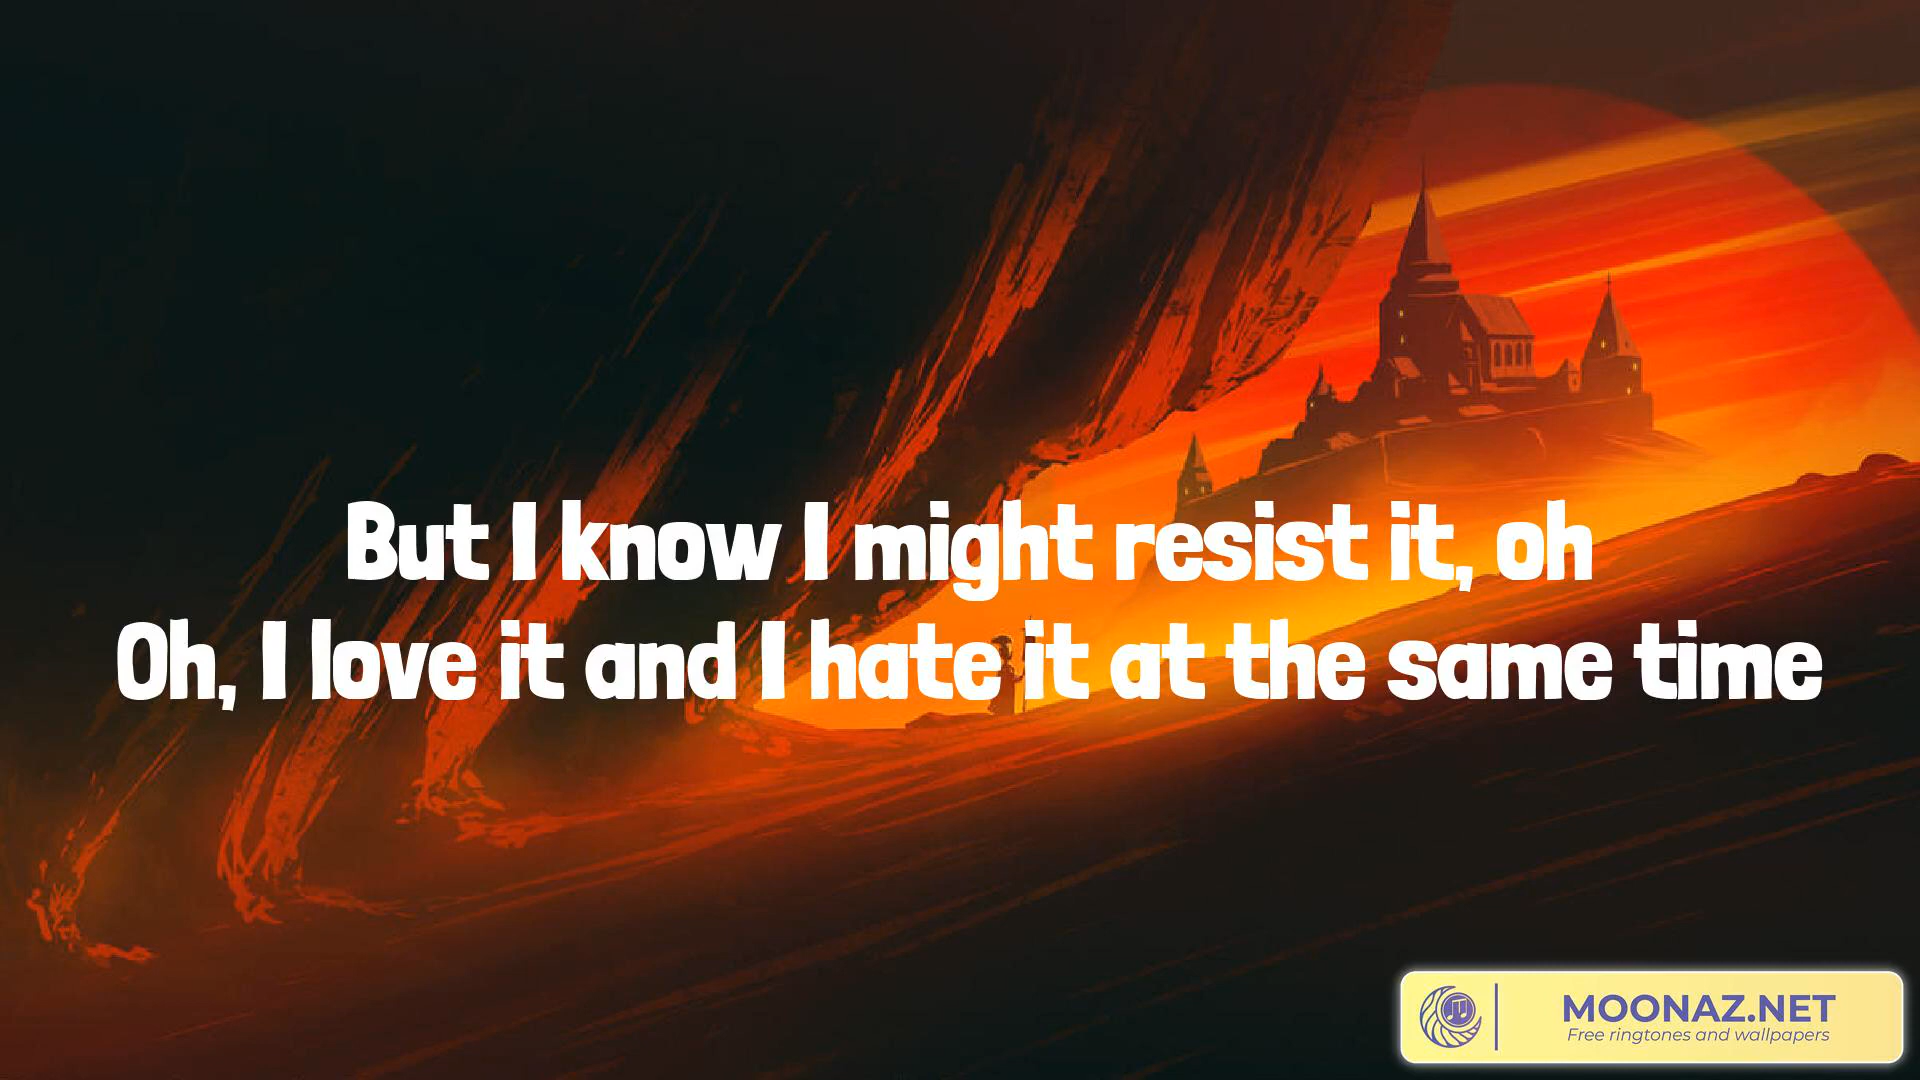 But I know I might resist it, oh
Oh, I love it and I hate it at the same time
MOONAZ.NET
Free ringtones and wallpapers